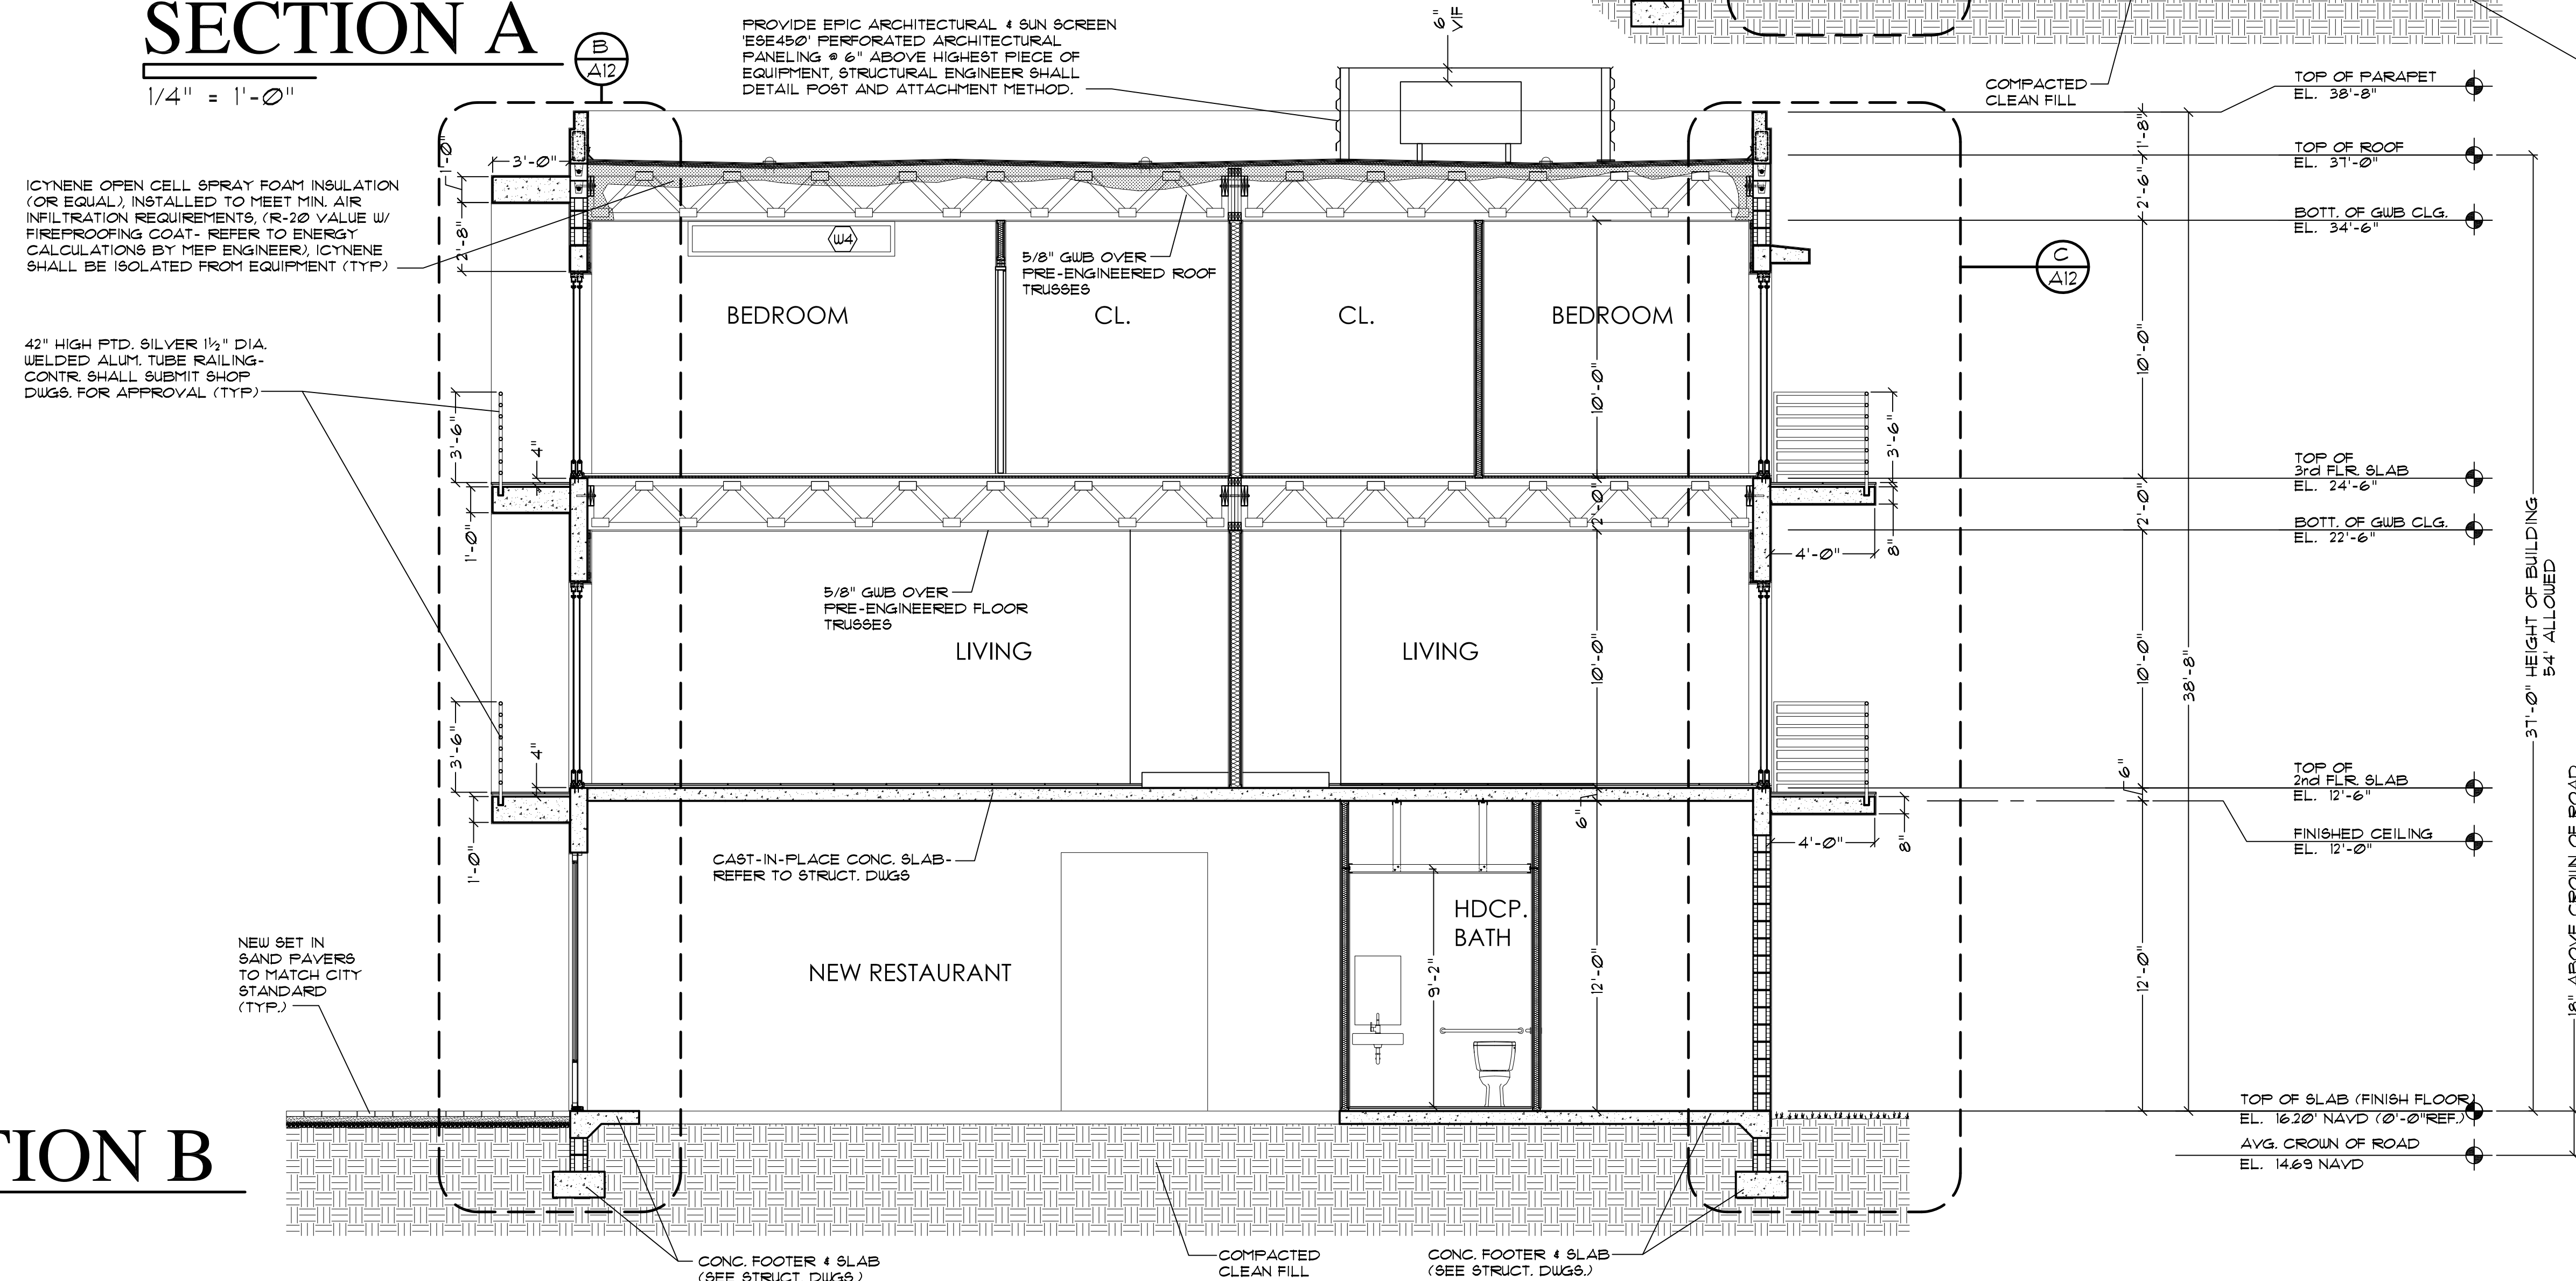 SECTION A
1/4" = 1'-0"
B
A12
PROVIDE EPIC ARCHITECTURAL & SUN SCREEN
'ESE450' PERFORATED ARCHITECTURAL
PANELING @ 6" ABOVE HIGHEST PIECE OF
EQUIPMENT, STRUCTURAL ENGINEER SHALL
DETAIL POST AND ATTACHMENT METHOD.
6"
VIF
COMPACTED
CLEAN FILL
TOP OF PARAPET
EL. 38'-8"
1'-8"
TOP OF ROOF
EL. 37'-0"
2'-6"
BOTT. OF GWB CLG.
EL. 34'-6"
1'-0"
3'-0"
2'-8"
ICYNENE OPEN CELL SPRAY FOAM INSULATION
(OR EQUAL), INSTALLED TO MEET MIN. AIR
INFILTRATION REQUIREMENTS, (R-20 VALUE W/
FIREPROOFING COAT- REFER TO ENERGY
CALCULATIONS BY MEP ENGINEER), ICYNENE
SHALL BE ISOLATED FROM EQUIPMENT (TYP)
W4
5/8" GWB OVER
PRE-ENGINEERED ROOF
TRUSSES
C
A12
BEDROOM
CL.
CL.
BEDROOM
42" HIGH PTD. SILVER 1½" DIA.
WELDED ALUM. TUBE RAILING-
CONTR. SHALL SUBMIT SHOP
DWGS. FOR APPROVAL (TYP)
10'-0"
10'-0"
3'-6"
4"
3'-6"
1'-0"
TOP OF
3rd FLR. SLAB
EL. 24'-6"
2'-0"
2'-0"
BOTT. OF GWB CLG.
EL. 22'-6"
4'-0"
8"
5/8" GWB OVER
PRE-ENGINEERED FLOOR
TRUSSES
LIVING
LIVING
10'-0"
10'-0"
38'-8"
37'-0" HEIGHT OF BUILDING
54' ALLOWED
3'-6"
4"
1'-0"
TOP OF
2nd FLR. SLAB
EL. 12'-6"
6"
6"
FINISHED CEILING
EL. 12'-0"
4'-0"
8"
18" ABOVE CROWN OF ROAD
CAST-IN-PLACE CONC. SLAB-
REFER TO STRUCT. DWGS
HDCP.
BATH
NEW SET IN
SAND PAVERS
TO MATCH CITY
STANDARD
(TYP.)
NEW RESTAURANT
9'-2"
12'-0"
12'-0"
TOP OF SLAB (FINISH FLOOR)
EL. 16.20' NAVD (0'-0"REF.)
AVG. CROWN OF ROAD
EL. 14.69 NAVD
TION B
CONC. FOOTER & SLAB
(SEE STRUCT. DWGS.)
COMPACTED
CLEAN FILL
CONC. FOOTER & SLAB
(SEE STRUCT. DWGS.)